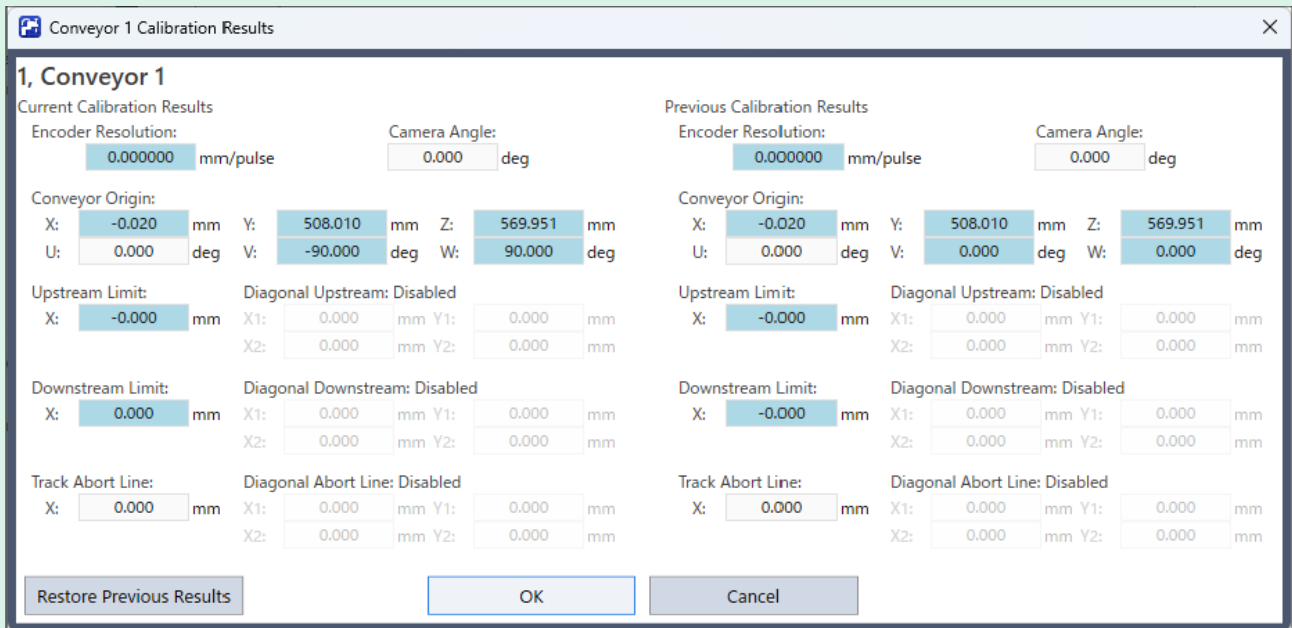 Conveyor 1 Calibration Results
1, Conveyor 1
Current Calibration Results
Encoder Resolution: Camera Angle:
0.000000 mm/pulse 0.000 deg
Conveyor Origin:
X: -0.020 mm Y: 508.010 mm Z: 569.951 mm
U: 0.000 deg V: -90.000 deg W: 90.000 deg
Upstream Limit: Diagonal Upstream: Disabled
X: -0.000 mm X1: 0.000 mm Y1: 0.000 mm
X2: 0.000 mm Y2: 0.000 mm
Downstream Limit: Diagonal Downstream: Disabled
X: 0.000 mm X1: 0.000 mm Y1: 0.000 mm
X2: 0.000 mm Y2: 0.000 mm
Track Abort Line: Diagonal Abort Line: Disabled
X: 0.000 mm X1: 0.000 mm Y1: 0.000 mm
X2: 0.000 mm Y2: 0.000 mm
Previous Calibration Results
Encoder Resolution: Camera Angle:
0.000000 mm/pulse 0.000 deg
Conveyor Origin:
X: -0.020 mm Y: 508.010 mm Z: 569.951 mm
U: 0.000 deg V: 0.000 deg W: 0.000 deg
Upstream Limit: Diagonal Upstream: Disabled
X: -0.000 mm X1: 0.000 mm Y1: 0.000 mm
X2: 0.000 mm Y2: 0.000 mm
Downstream Limit: Diagonal Downstream: Disabled
X: -0.000 mm X1: 0.000 mm Y1: 0.000 mm
X2: 0.000 mm Y2: 0.000 mm
Track Abort Line: Diagonal Abort Line: Disabled
X: 0.000 mm X1: 0.000 mm Y1: 0.000 mm
X2: 0.000 mm Y2: 0.000 mm
Restore Previous Results OK Cancel